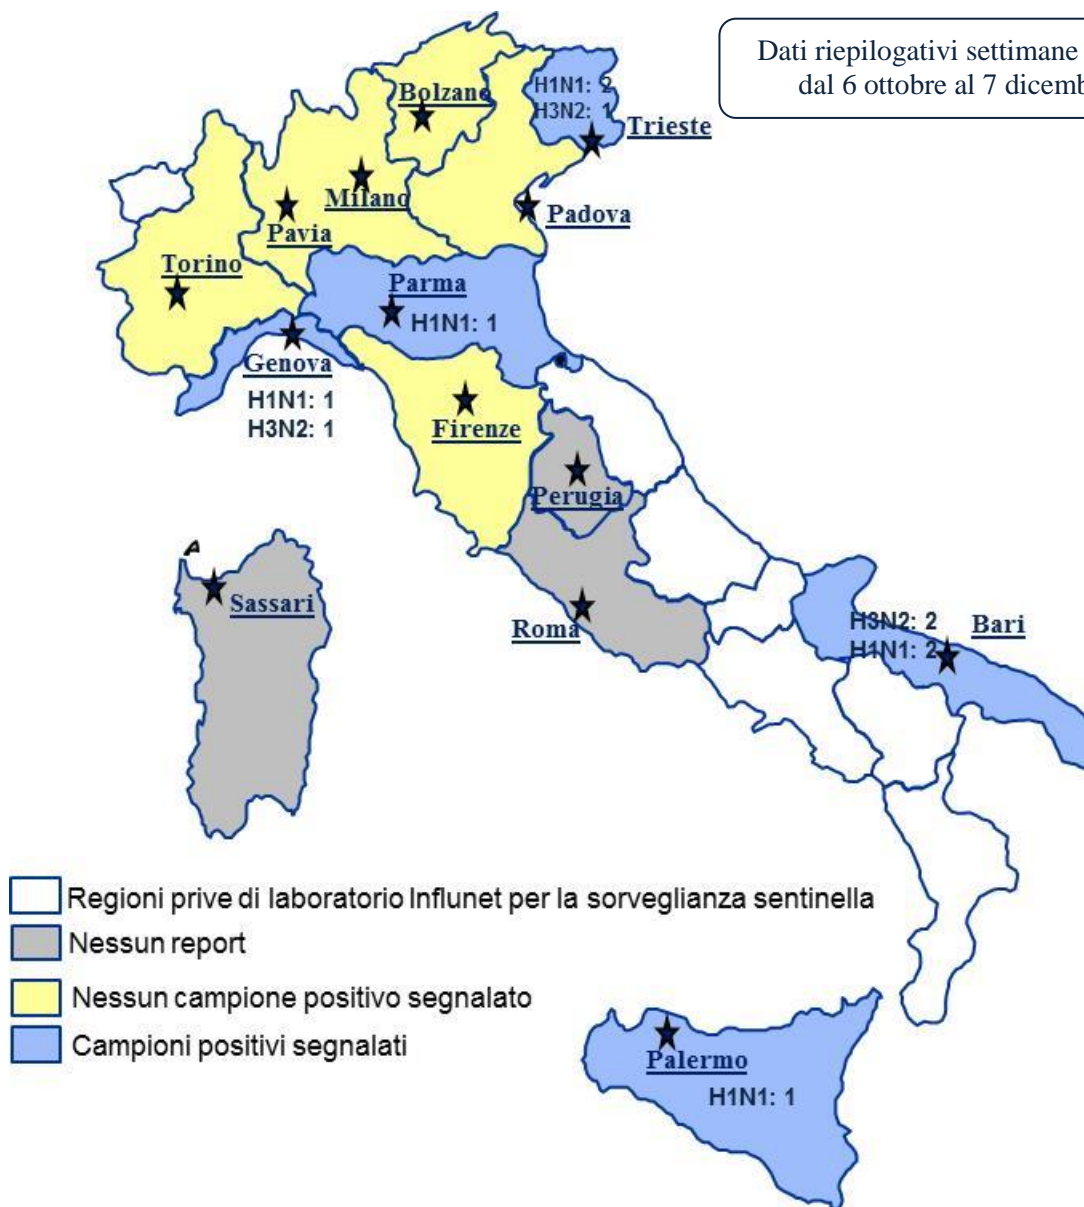 Dati riepilogativi settimane
dal 6 ottobre al 7
H1N1: 2
H3N2: 1
Bolzano
Trieste
Milano
Padova
Pavia
Torino
Parma
H1N1: 1
Genova
H1N1: 1
H3N2: 1
Firenze
Perugia
Sassari
Roma
H3N2: 2
H1N1: 2
Bari
Regioni prive di laboratorio Influnet per la sorveglianza sentinella
Nessun report
Nessun campione positivo segnalato
Campioni positivi segnalati
Palermo
H1N1: 1